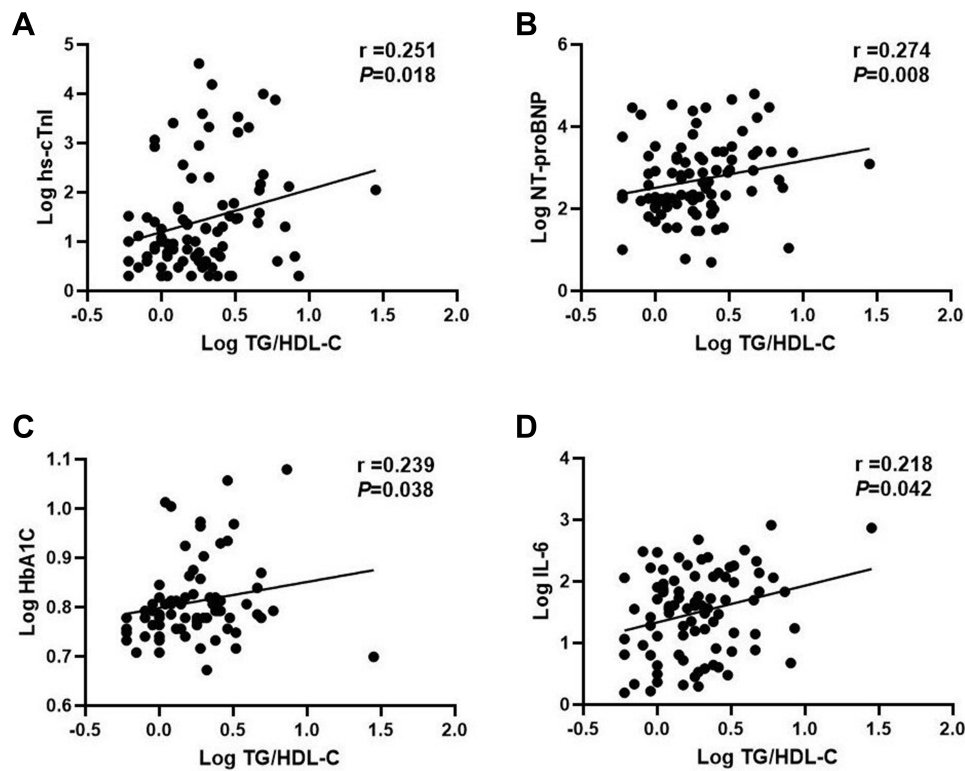 A
r =0.251
P=0.018
Log hs-cTnI
5
4
3
2
1
0
-0.5
0.0
0.5
1.0
1.5
2.0
Log TG/HDL-C
B
r =0.274
P=0.008
Log NT-proBNP
6
4
2
0
-0.5
0.0
0.5
1.0
1.5
2.0
Log TG/HDL-C
C
r =0.239
P=0.038
Log HbA1C
1.1
1.0
0.9
0.8
0.7
0.6
-0.5
0.0
0.5
1.0
1.5
2.0
Log TG/HDL-C
D
r =0.218
P=0.042
Log IL-6
4
3
2
1
0
-0.5
0.0
0.5
1.0
1.5
2.0
Log TG/HDL-C